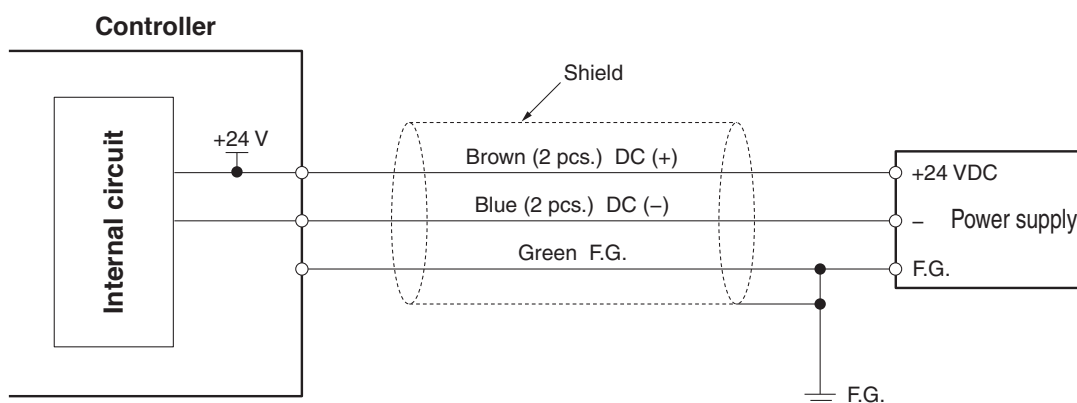 Controller
Shield
Internal circuit
+24 V
Brown (2 pcs.) DC (+)
+24 VDC
Blue (2 pcs.) DC (−)
−
Power supply
Green F.G.
F.G.
F.G.